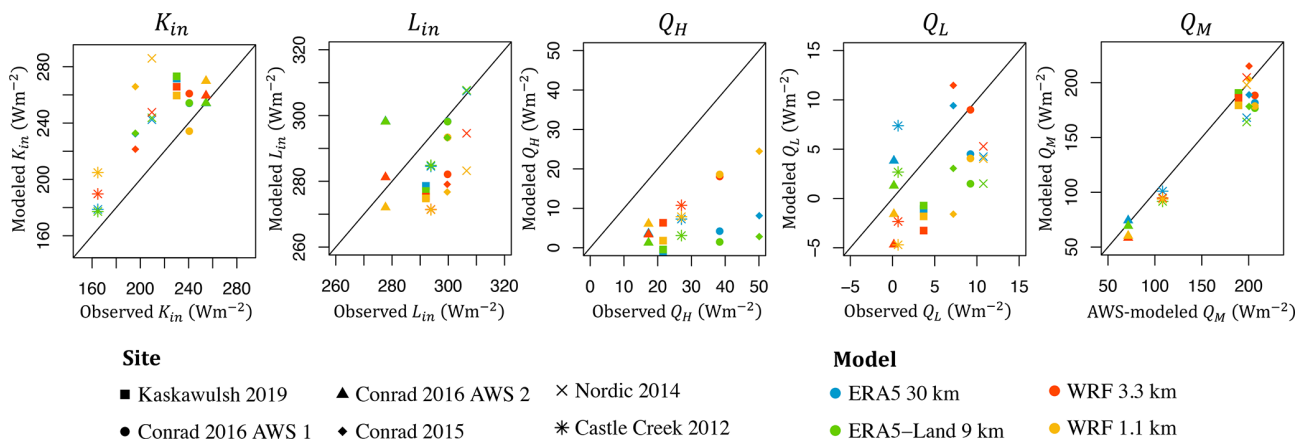 K_in
L_in
Q_H
Q_L
Q_M
Modeled K_in (Wm−2)
160 200 240 280
160 200 240 280
Observed K_in (Wm−2)
Modeled L_in (Wm−2)
260 280 300 320
260 280 300 320
Observed L_in (Wm−2)
Modeled Q_H (Wm−2)
0 10 20 30 40 50
0 10 20 30 40 50
Observed Q_H (Wm−2)
Modeled Q_L (Wm−2)
−5 0 5 10 15
−5 0 5 10 15
Observed Q_L (Wm−2)
Modeled Q_M (Wm−2)
50 100 150 200
50 100 150 200
AWS-modeled Q_M (Wm−2)
Site
Kaskawulsh 2019
Conrad 2016 AWS 1
Conrad 2016 AWS 2
Conrad 2015
Nordic 2014
Castle Creek 2012
Model
ERA5 30 km
ERA5–Land 9 km
WRF 3.3 km
WRF 1.1 km